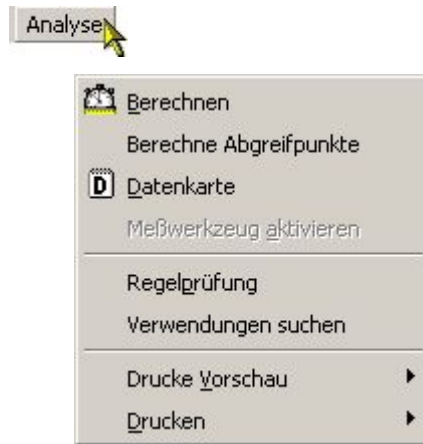 Analyse
Berechnen
Berechne Abgreifpunkte
D Datenkarte
Meßwerkzeug aktivieren
Regelprüfung
Verwendungen suchen
Drucke Vorschau
Drucken